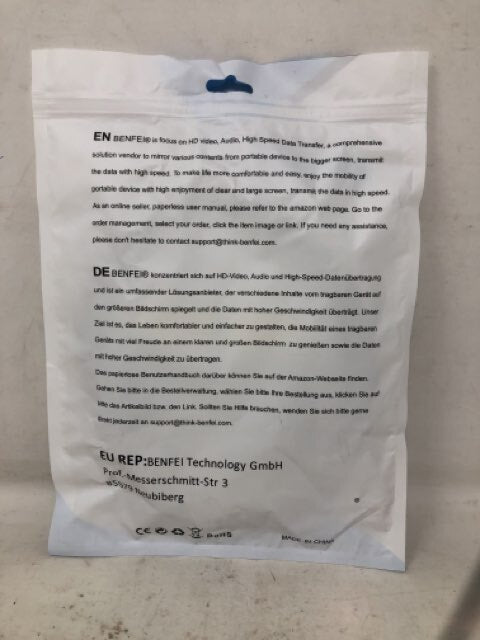 EN BENFEI® is focus on HD video, Audio, High Speed Data Transfer, a comprehensive
solution vendor to mirror various contents from portable device to the bigger screen, transmit
the data with high speed. To make life more comfortable and easy, enjoy the mobility of
portable device with high enjoyment of clear and large screen, transmit the data in high speed.
As an online seller, paperless user manual, please refer to the amazon web page. Go to the
order management, select your order, click the item image or link. If you need any assistance,
please don't hesitate to contact support@think-benfei.com.
DE BENFEI® konzentriert sich auf HD-Video, Audio und High-Speed-Datenübertragung
und ist ein umfassender Lösungsanbieter, der verschiedene Inhalte vom tragbaren Gerät auf
den größeren Bildschirm spiegelt und die Daten mit hoher Geschwindigkeit überträgt. Unser
Ziel ist es, das Leben komfortabler und einfacher zu gestalten, die Mobilität eines tragbaren
Geräts mit viel Freude an einem klaren und großen Bildschirm zu genießen sowie die Daten
mit hoher Geschwindigkeit zu übertragen.
Das papierlose Benutzerhandbuch darüber können Sie auf der Amazon-Webseite finden.
Gehen Sie bitte in die Bestellverwaltung, wählen Sie bitte Ihre Bestellung aus, klicken Sie auf
bitte das Artikelbild bzw. den Link. Sollten Sie Hilfe brauchen, wenden Sie sich bitte gerne
direkt jederzeit an support@think-benfei.com.
EU REP:BENFEI Technology GmbH
Prof.-Messerschmitt-Str 3
85579 Neubiberg
CE RoHS
MADE IN CHINA